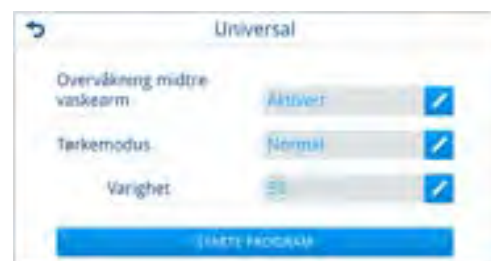 Universal
Overvåkning midtre
vaskearm
Aktivert
Tørkemodus
Normal
Varighet
STARTE PROGRAM